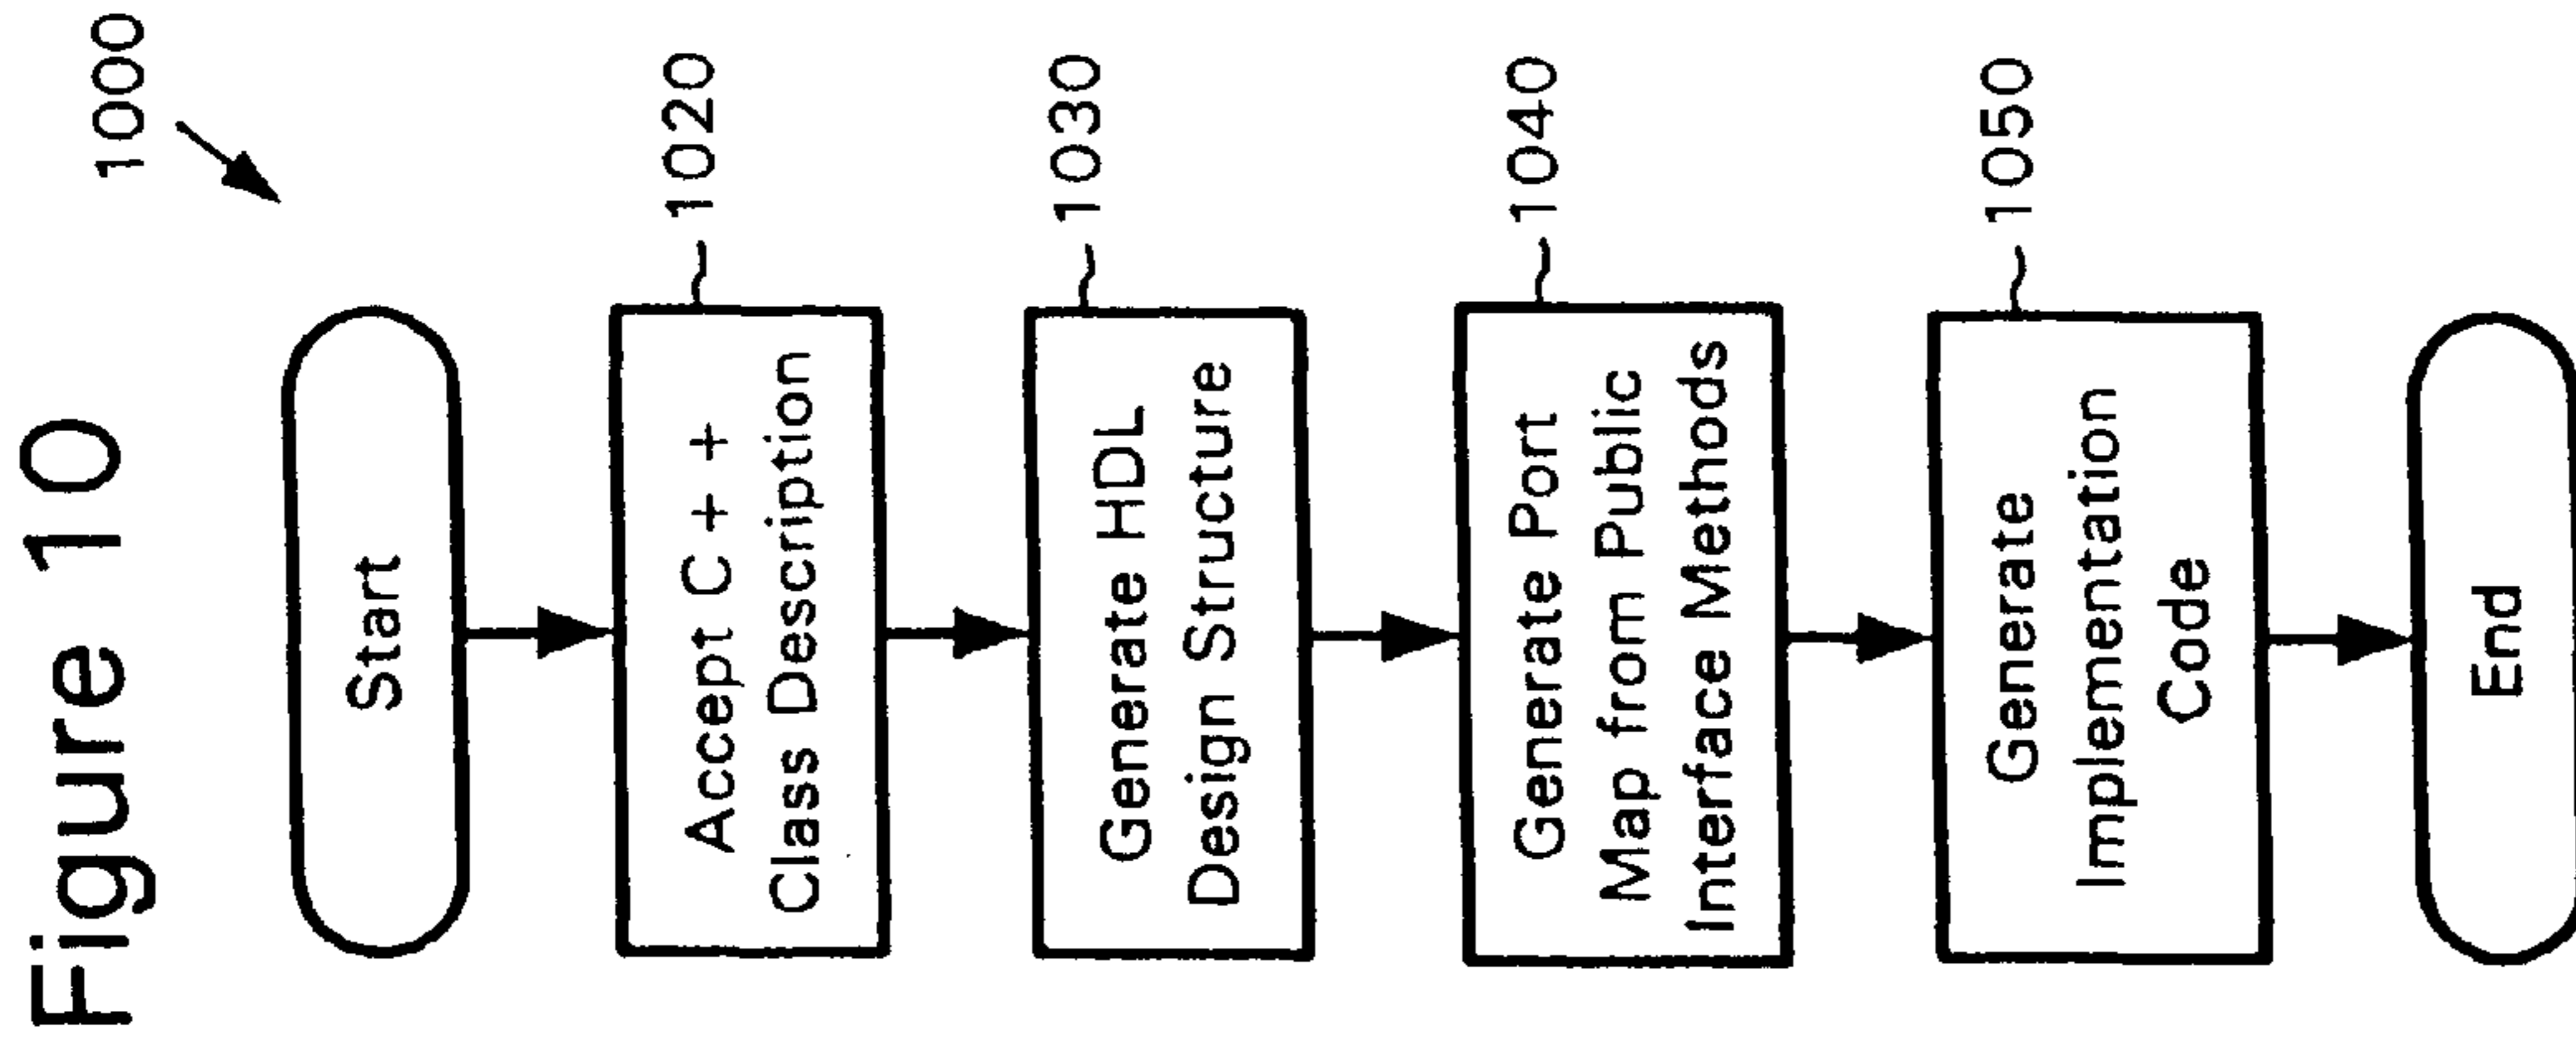 Figure 10
1000
Start
Accept C + +
Class Description
1020
Generate HDL
Design Structure
1030
Generate Port
Map from Public
Interface Methods
1040
Generate
Implementation
Code
1050
End